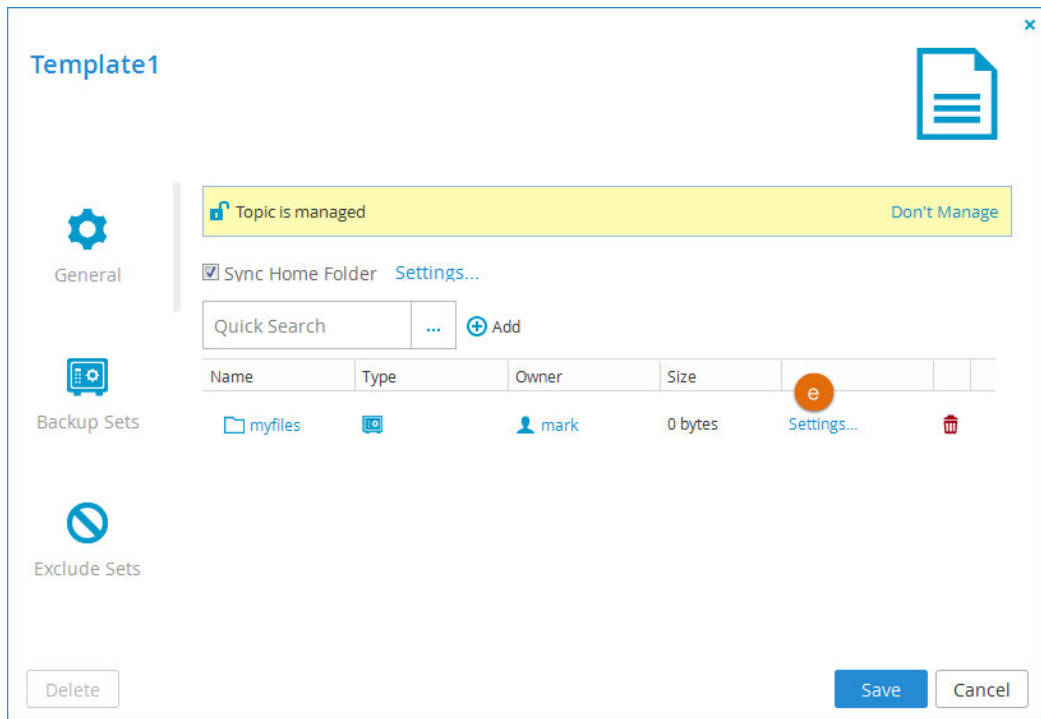 Template1
Topic is managed Don't Manage
General
Sync Home Folder Settings...
Quick Search ... Add
Name Type Owner Size
e
Backup Sets
myfiles mark 0 bytes Settings...
Exclude Sets
Delete Save Cancel